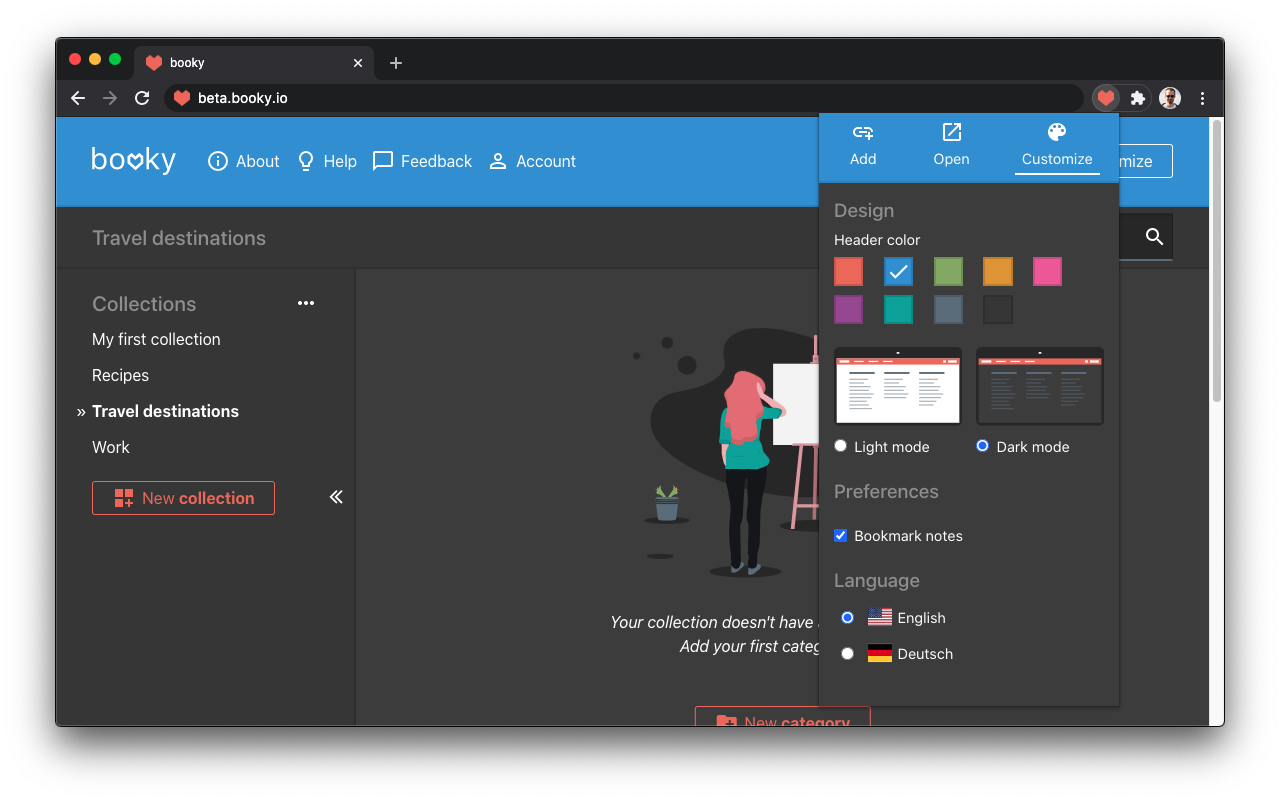 booky
beta.booky.io
booky
About
Help
Feedback
Account
mize
Add
Open
Customize
Travel destinations
Collections
My first collection
Recipes
» Travel destinations
Work
New collection
Your collection doesn't have
Add your first categ
New category
Design
Header color
Light mode
Dark mode
Preferences
Bookmark notes
Language
English
Deutsch